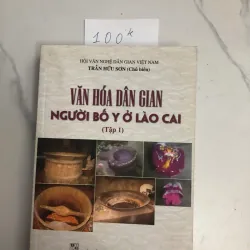 100k
HỘI VĂN NGHỆ DÂN GIAN VIỆT NAM
TRẦN HỮU SƠN (Chủ biên)
VĂN HÓA DÂN GIAN
NGƯỜI BỐ Y Ở LÀO CAI
(Tập 1)